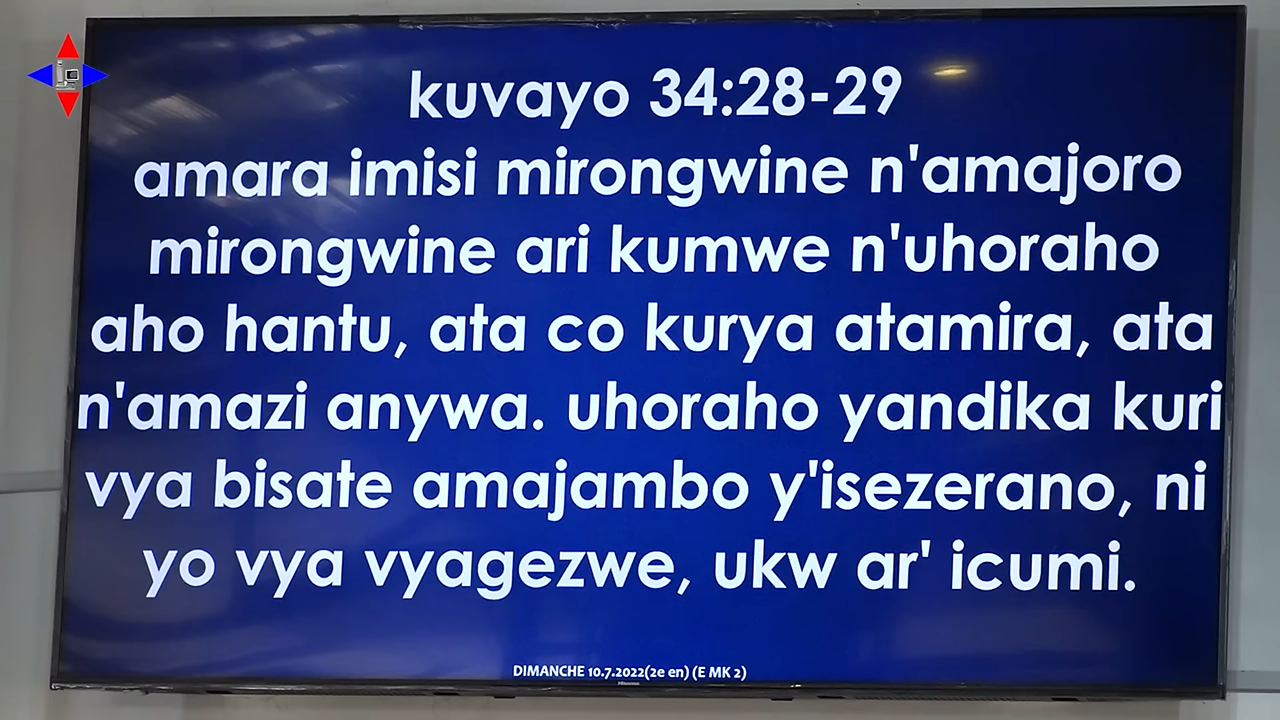 kuvayo 34:28-29
amara imisi mirongwine n'amajoro
mirongwine ari kumwe n'uhoraho
aho hantu, ata co kurya atamira, ata
n'amazi anywa. uhoraho yandika kuri
vya bisate amajambo y'isezerano, ni
yo vya vyagezwe, ukw ar' icumi.
DIMANCHE 10.7.2022(2e en) (E MK 2)
Hisense